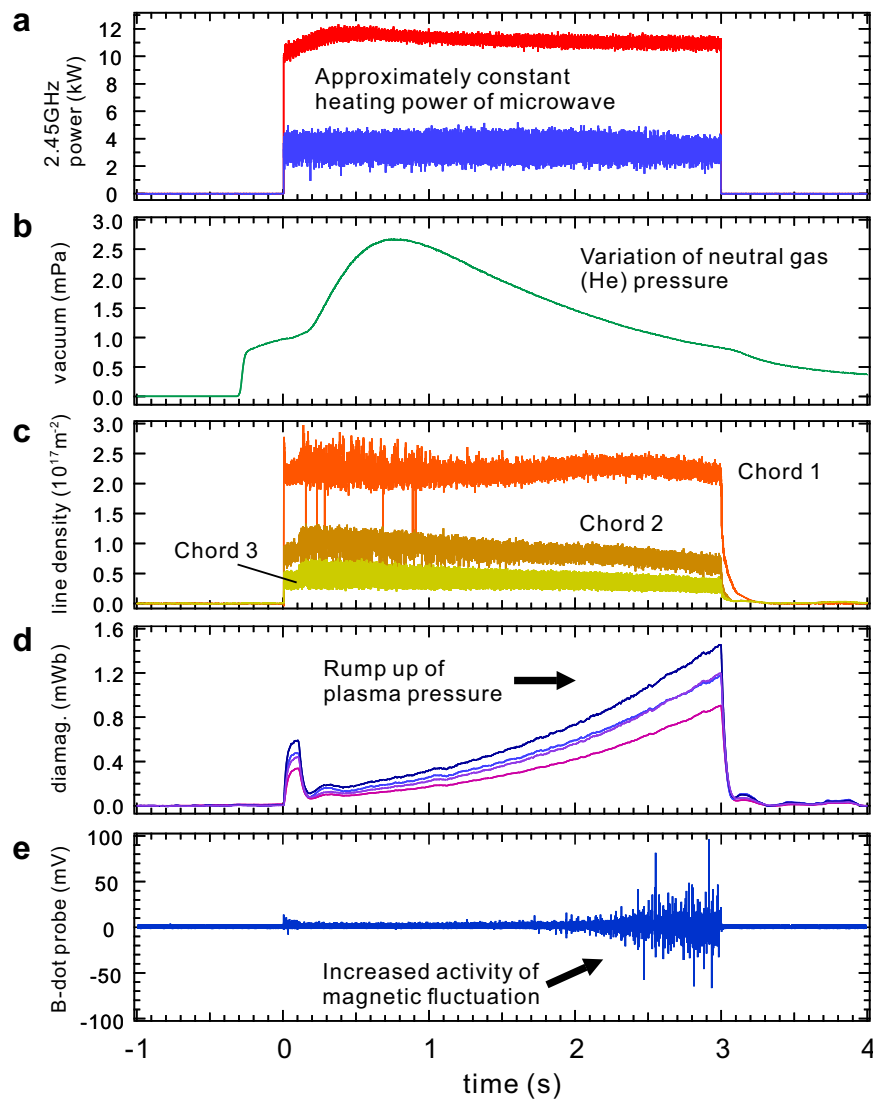 a
2.45GHz
power (kW)
12
10
8
6
4
2
0
Approximately constant
heating power of microwave
b
vacuum (mPa)
3.0
2.5
2.0
1.5
1.0
0.5
0.0
Variation of neutral gas
(He) pressure
c
line density (10¹⁷m⁻²)
3.0
2.5
2.0
1.5
1.0
0.5
0.0
Chord 1
Chord 2
Chord 3
d
diamag. (mWb)
1.6
1.2
0.8
0.4
0.0
Rump up of
plasma pressure
e
B-dot probe (mV)
100
50
0
-50
-100
Increased activity of
magnetic fluctuation
-1
0
1
2
3
4
time (s)